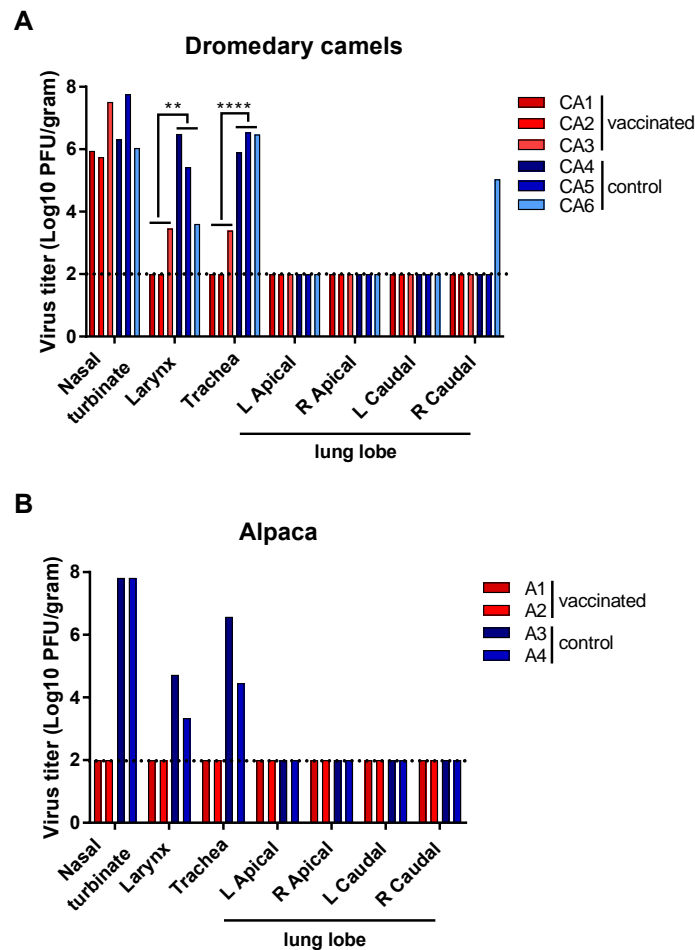 A
Dromedary camels
Virus titer (Log10 PFU/gram)
8
6
4
2
0
**
****
CA1
CA2
CA3
vaccinated
CA4
CA5
CA6
control
Nasal
turbinate
Larynx
Trachea
L Apical
R Apical
L Caudal
R Caudal
lung lobe
B
Alpaca
Virus titer (Log10 PFU/gram)
8
6
4
2
0
A1
A2
vaccinated
A3
A4
control
Nasal
turbinate
Larynx
Trachea
L Apical
R Apical
L Caudal
R Caudal
lung lobe